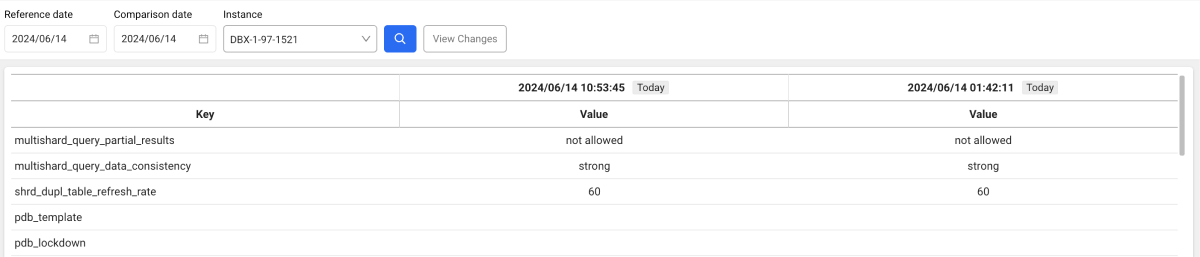 Reference date Comparison date Instance
2024/06/14 2024/06/14 DBX-1-97-1521 View Changes
2024/06/14 10:53:45 Today 2024/06/14 01:42:11 Today
Key Value Value
multishard_query_partial_results not allowed not allowed
multishard_query_data_consistency strong strong
shrd_dupl_table_refresh_rate 60 60
pdb_template
pdb_lockdown